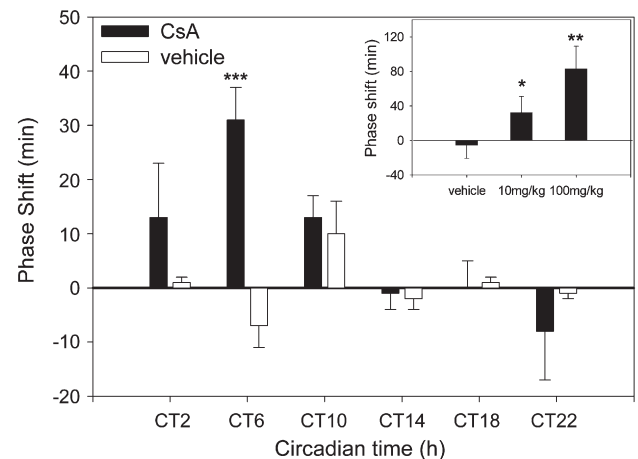 CsA
vehicle
50
40
30
20
10
0
-10
-20
Phase Shift (min)
***
CT2 CT6 CT10 CT14 CT18 CT22
Circadian time (h)
120
80
40
0
-40
Phase shift (min)
*
**
vehicle 10mg/kg 100mg/kg